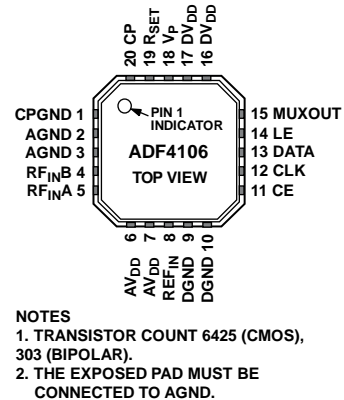 20 CP
19 RSET
18 VP
17 DVDD
16 DVDD
CPGND 1
AGND 2
AGND 3
RFINB 4
RFINA 5
PIN 1
INDICATOR
ADF4106
TOP VIEW
15 MUXOUT
14 LE
13 DATA
12 CLK
11 CE
AVDD 6
AVDD 7
REFIN 8
DGND 9
DGND 10
NOTES
1. TRANSISTOR COUNT 6425 (CMOS),
303 (BIPOLAR).
2. THE EXPOSED PAD MUST BE
CONNECTED TO AGND.